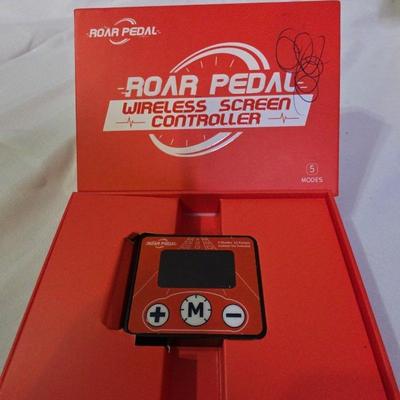 ROAR PEDAL
ROAR PEDAL
WIRELESS SCREEN
CONTROLLER
5
MODES
ROAR PEDAL
+ M −